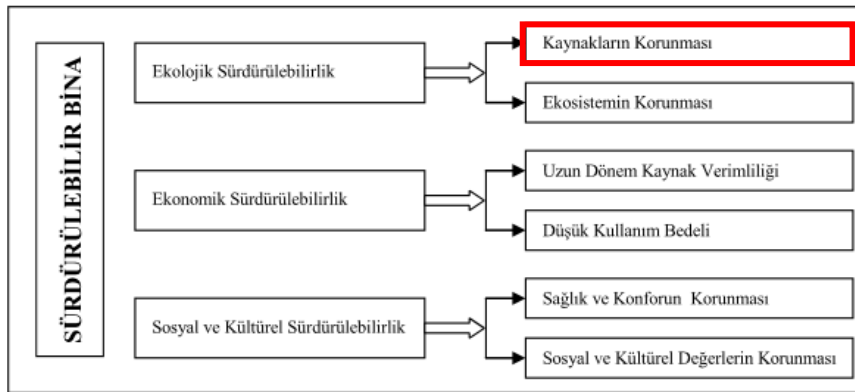 SÜRDÜRÜLEBİLİR BİNA
Ekolojik Sürdürülebilirlik
Kaynakların Korunması
Ekosistemin Korunması
Ekonomik Sürdürülebilirlik
Uzun Dönem Kaynak Verimliliği
Düşük Kullanım Bedeli
Sosyal ve Kültürel Sürdürülebilirlik
Sağlık ve Konforun Korunması
Sosyal ve Kültürel Değerlerin Korunması